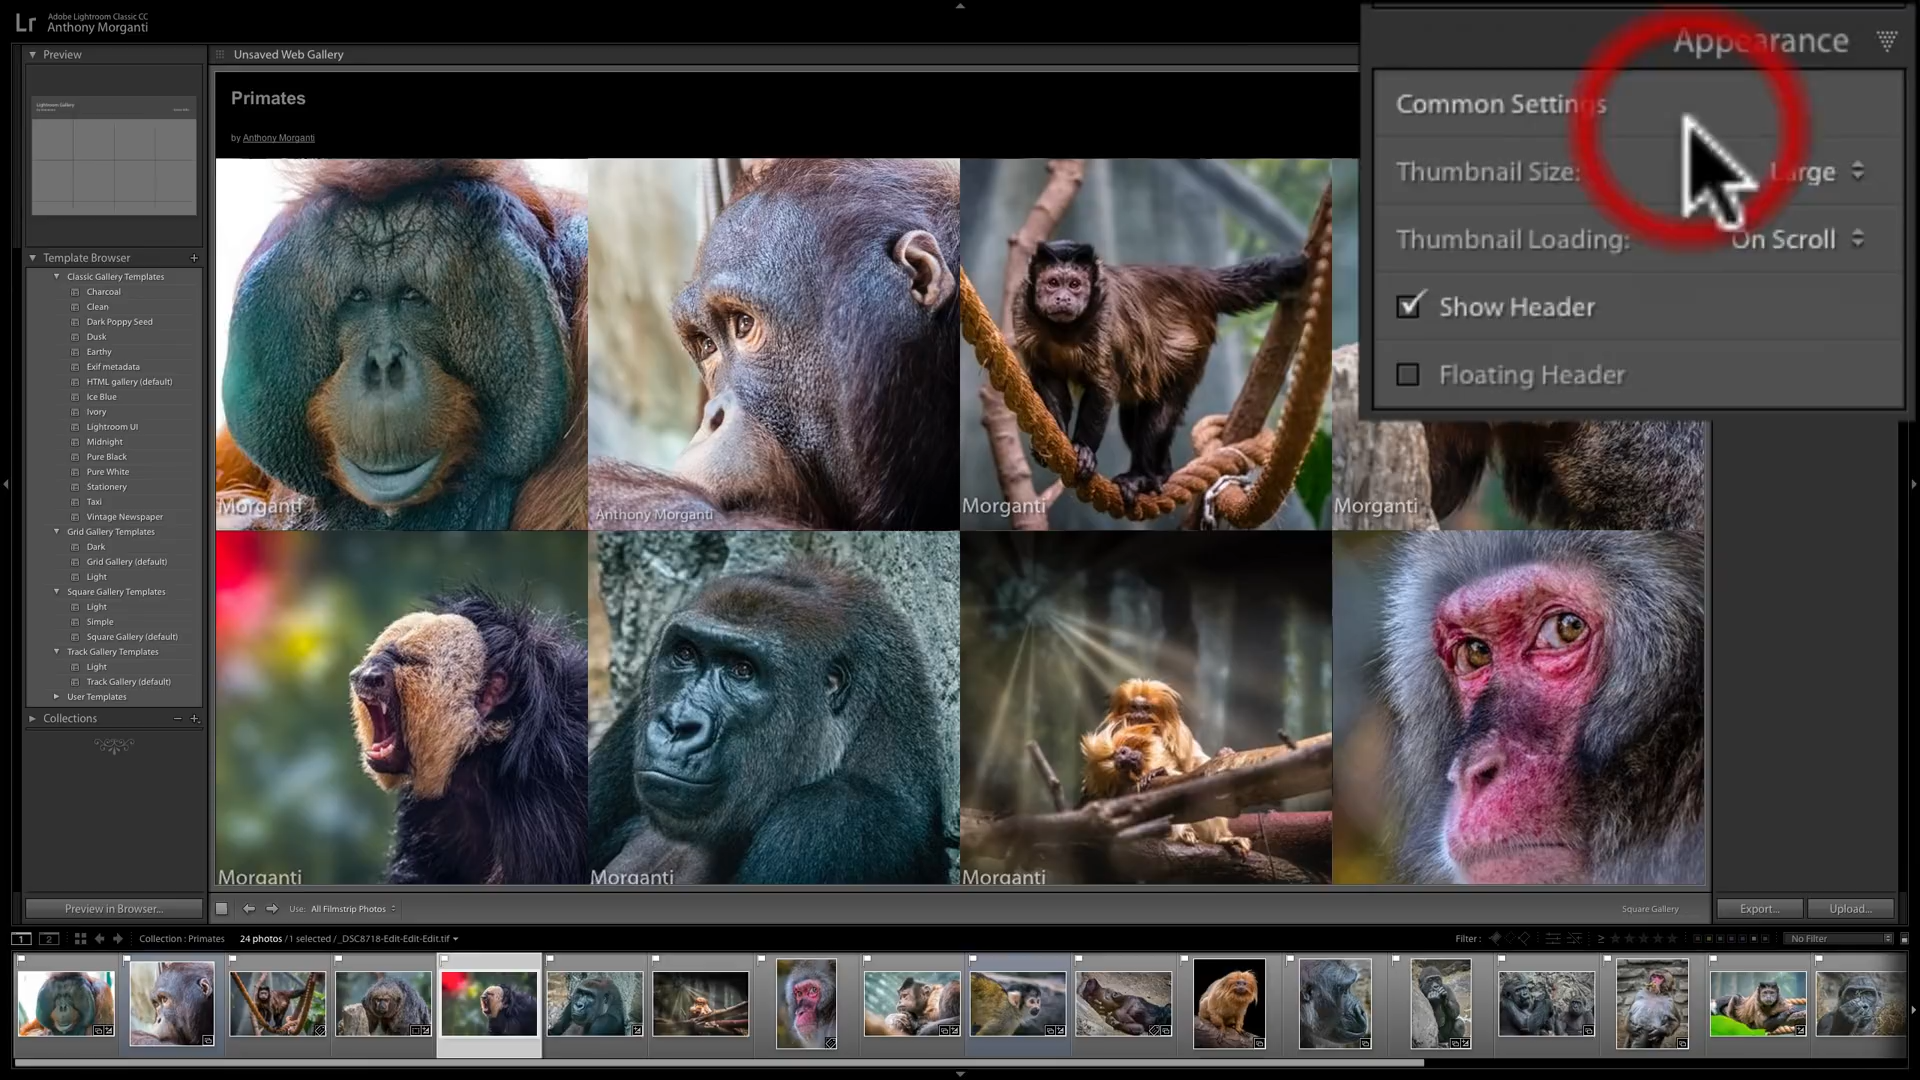 Lr
Adobe Lightroom Classic CC
Anthony Morganti
Preview
Lightroom Gallery
Template Browser
Classic Gallery Templates
Charcoal
Clean
Dark Poppy Seed
Dusk
Earthy
Exif metadata
HTML gallery (default)
Ice Blue
Ivory
Lightroom UI
Midnight
Pure Black
Pure White
Stationery
Taxi
Vintage Newspaper
Grid Gallery Templates
Dark
Grid Gallery (default)
Light
Square Gallery Templates
Light
Simple
Square Gallery (default)
Track Gallery Templates
Light
Track Gallery (default)
User Templates
Collections
Preview in Browser...
Unsaved Web Gallery
Primates
by Anthony Morganti
Morganti
Anthony Morganti
Morganti
Morganti
Morganti
Morganti
Morganti
Appearance
Common Settings
Thumbnail Size: Large
Thumbnail Loading: On Scroll
Show Header
Floating Header
Use: All Filmstrip Photos
Square Gallery
Export...
Upload...
1 2
Collection : Primates
24 photos / 1 selected / _DSC8718-Edit-Edit-Edit.tif
Filter :
No Filter